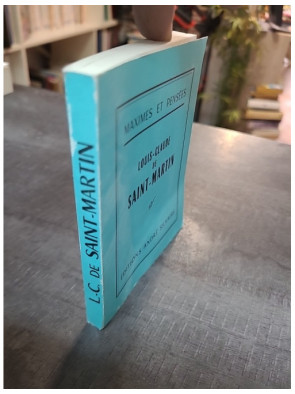 L.-C. DE SAINT-MARTIN
MAXIMES ET PENSÉES
LOUIS-CLAUDE
DE
SAINT-MARTIN